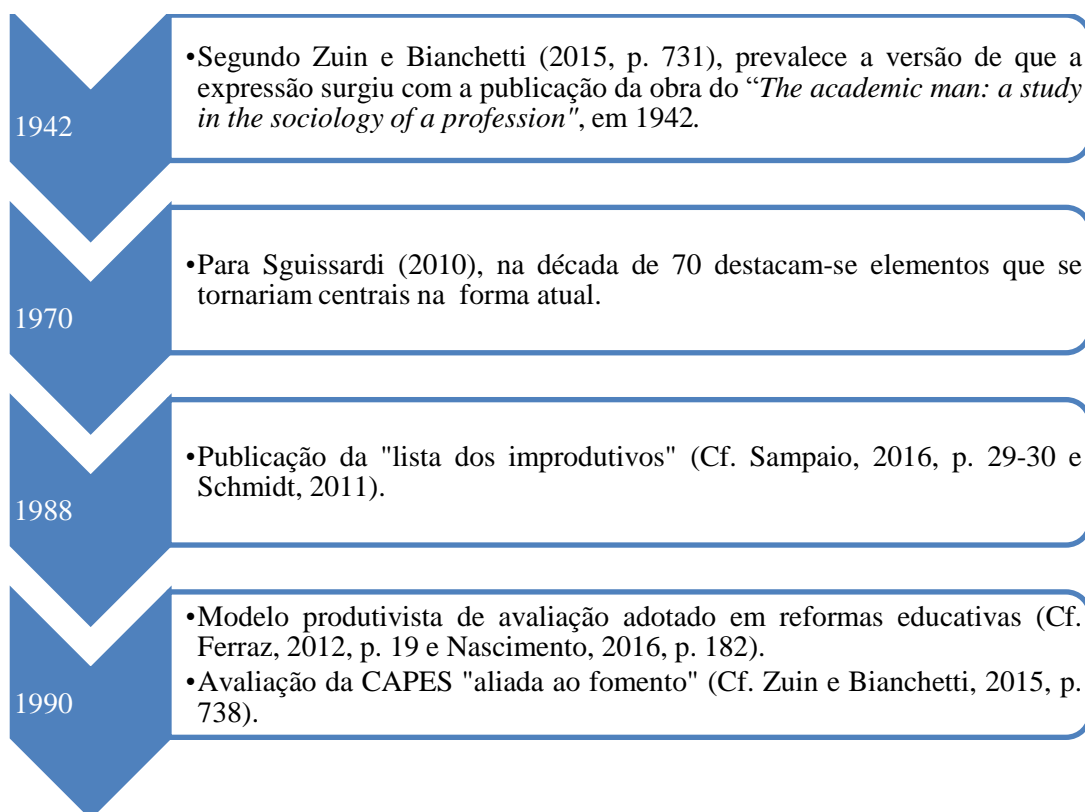 1942
•Segundo Zuin e Bianchetti (2015, p. 731), prevalece a versão de que a
expressão surgiu com a publicação da obra do “The academic man: a study
in the sociology of a profession", em 1942.
1970
•Para Sguissardi (2010), na década de 70 destacam-se elementos que se
tornariam centrais na forma atual.
1988
•Publicação da "lista dos improdutivos" (Cf. Sampaio, 2016, p. 29-30 e
Schmidt, 2011).
1990
•Modelo produtivista de avaliação adotado em reformas educativas (Cf.
Ferraz, 2012, p. 19 e Nascimento, 2016, p. 182).
•Avaliação da CAPES "aliada ao fomento" (Cf. Zuin e Bianchetti, 2015, p.
738).